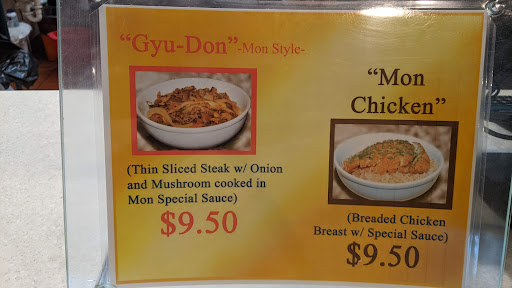 “Gyu-Don”-Mon Style-
(Thin Sliced Steak w/ Onion
and Mushroom cooked in
Mon Special Sauce)
$9.50
“Mon
Chicken”
(Breaded Chicken
Breast w/ Special Sauce)
$9.50